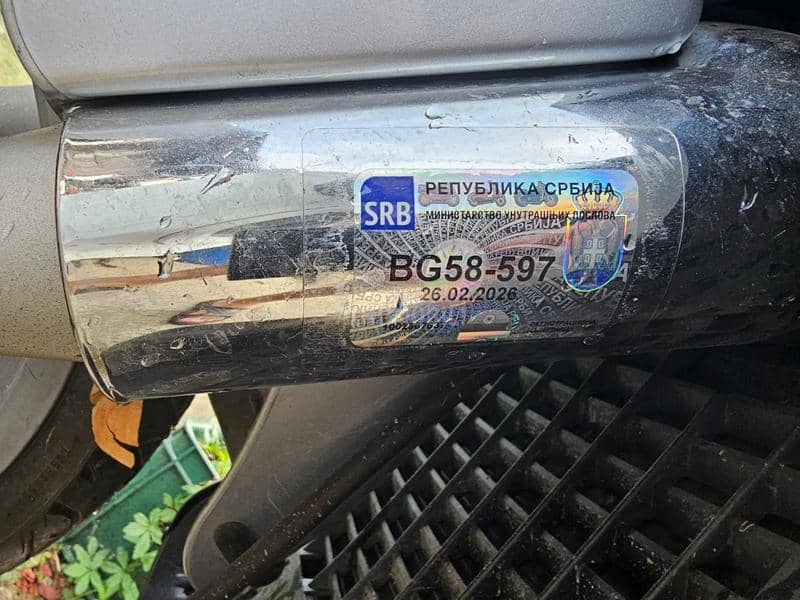 РЕПУБЛИКА СРБИЈА
SRB
МИНИСТАРСТВО УНУТРАШЊИХ ПОСЛОВА
BG58-597
26.02.2026